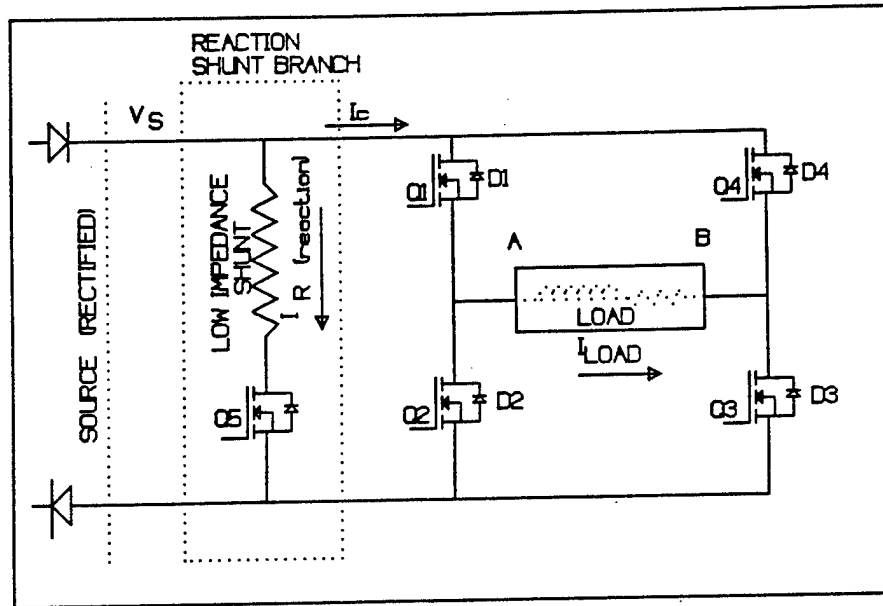 REACTION
SHUNT BRANCH
VS
Ic
Q1
D1
Q4
D4
SOURCE (RECTIFIED)
LOW IMPEDANCE
SHUNT
I R (reaction)
A
B
LOAD
ILOAD
Q5
Q2
D2
Q3
D3